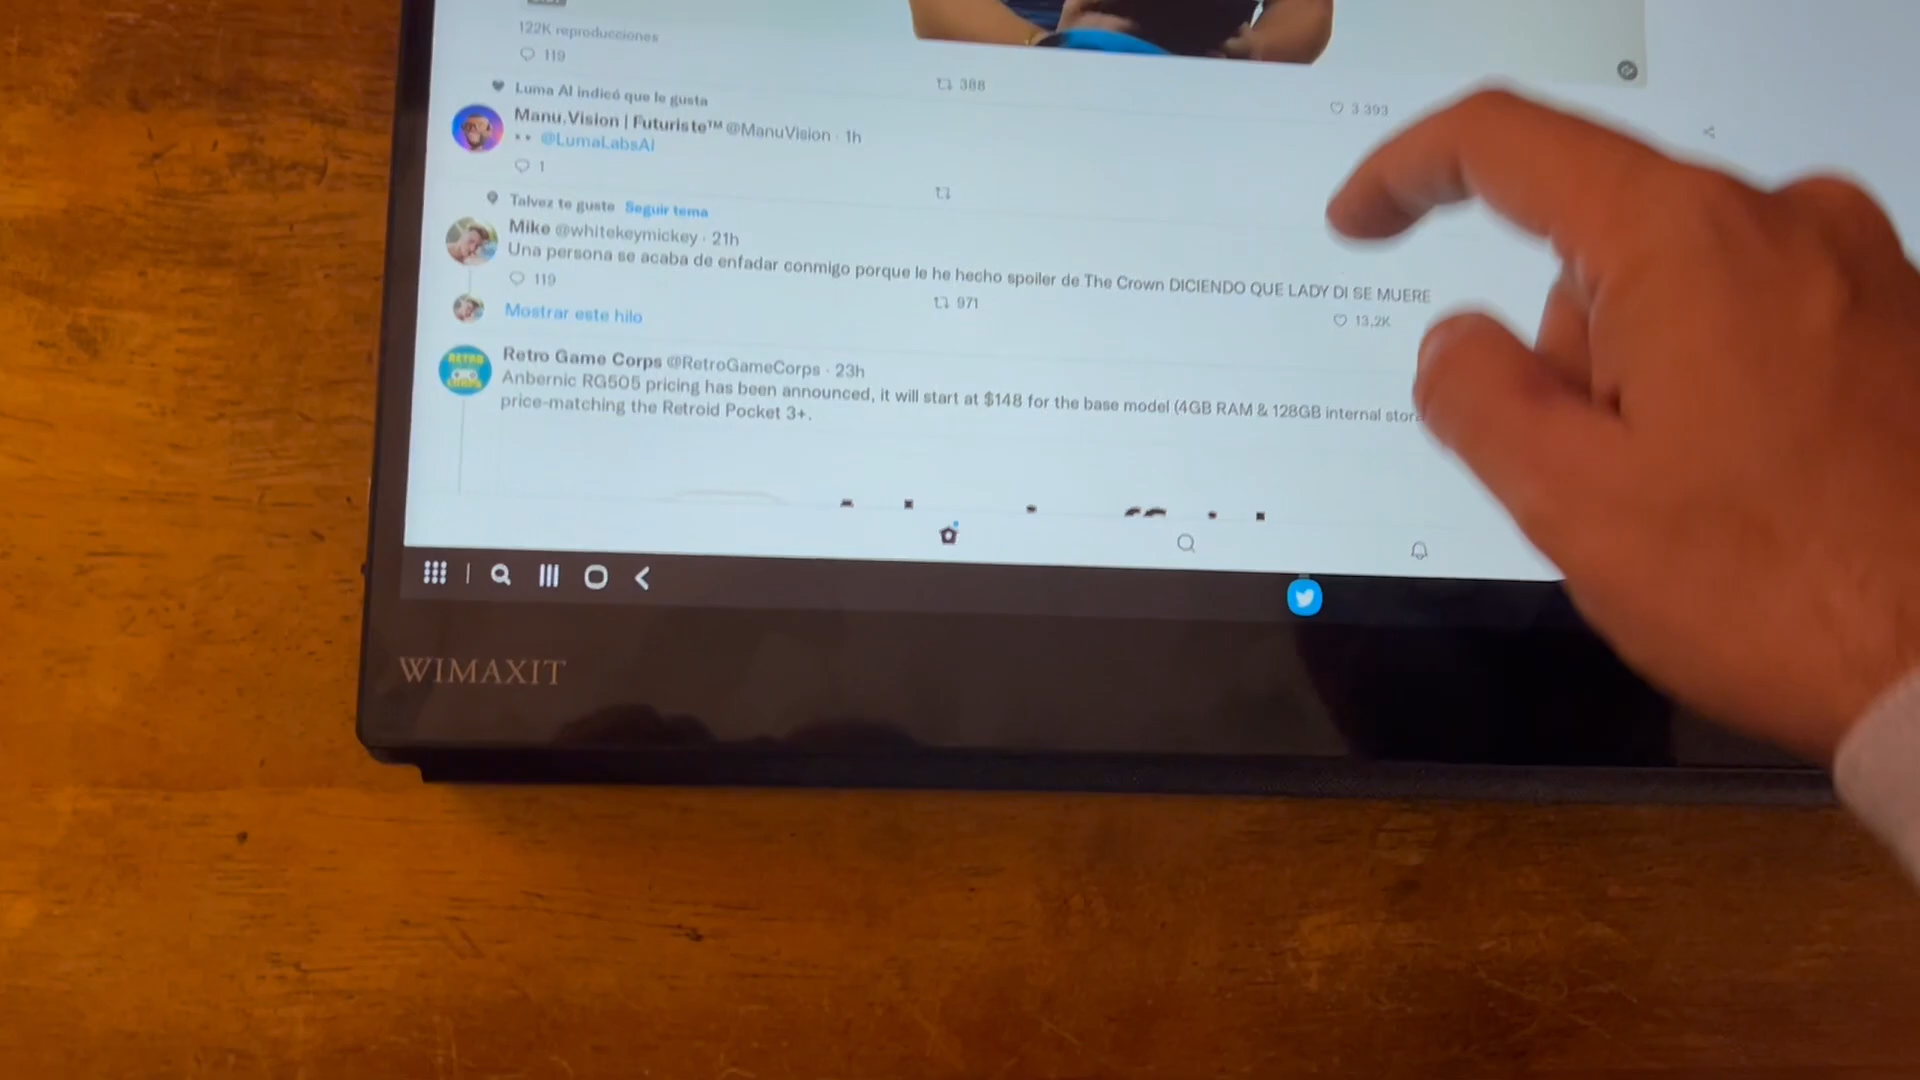 122K reproducciones
119
388
3 393
Luma AI indicó que le gusta
Manu.Vision | Futuriste™ @ManuVision · 1h
@LumaLabsAI
1
Talvez te guste Seguir tema
Mike @whitekeymickey · 21h
Una persona se acaba de enfadar conmigo porque le he hecho spoiler de The Crown DICIENDO QUE LADY DI SE MUERE
119
971
13,2K
Mostrar este hilo
Retro Game Corps @RetroGameCorps · 23h
Anbernic RG505 pricing has been announced, it will start at $148 for the base model (4GB RAM & 128GB internal stora
price-matching the Retroid Pocket 3+.
WIMAXIT